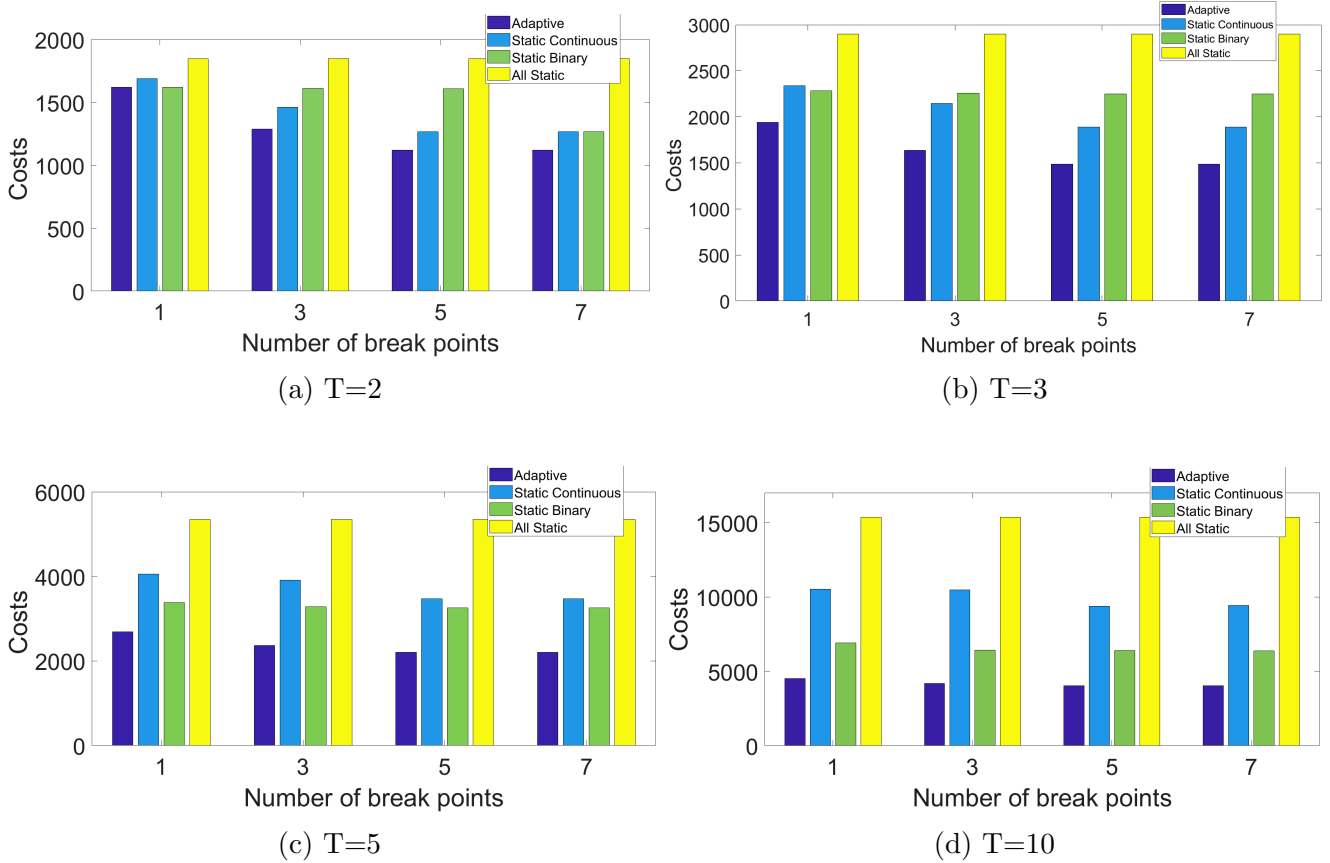 Adaptive
Static Continuous
Static Binary
All Static
2000
1500
1000
500
0
Costs
1 3 5 7
Number of break points
(a) T=2
Adaptive
Static Continuous
Static Binary
All Static
3000
2500
2000
1500
1000
500
0
Costs
1 3 5 7
Number of break points
(b) T=3
Adaptive
Static Continuous
Static Binary
All Static
6000
4000
2000
0
Costs
1 3 5 7
Number of break points
(c) T=5
Adaptive
Static Continuous
Static Binary
All Static
15000
10000
5000
0
Costs
1 3 5 7
Number of break points
(d) T=10